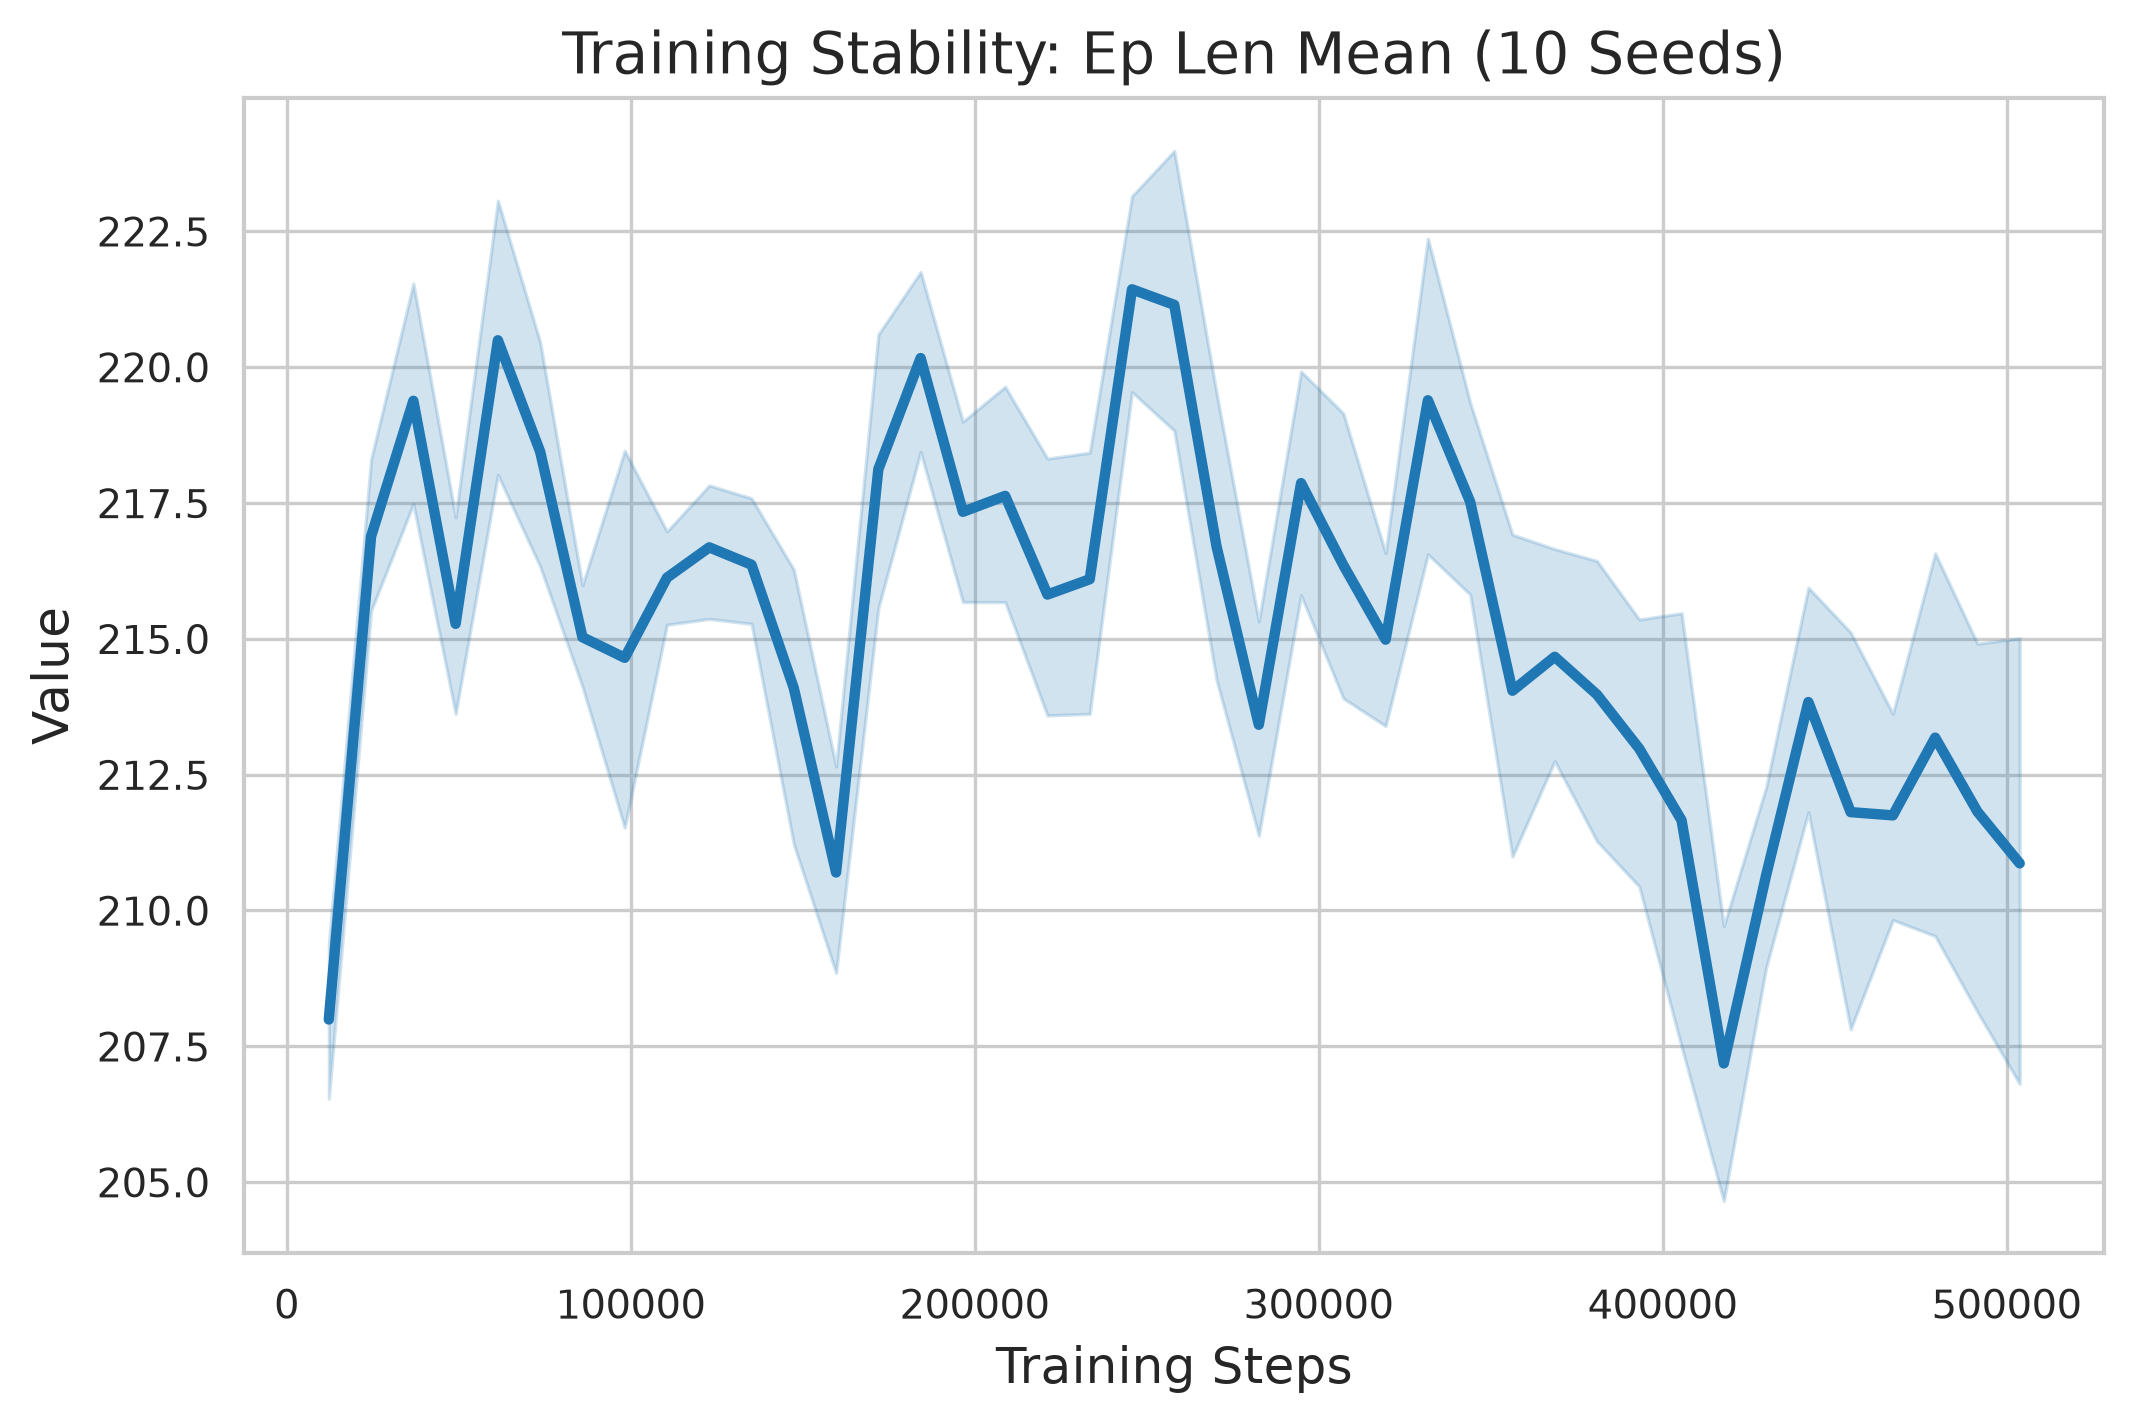 Training Stability: Ep Len Mean (10 Seeds)
Value
222.5
220.0
217.5
215.0
212.5
210.0
207.5
205.0
0 100000 200000 300000 400000 500000
Training Steps